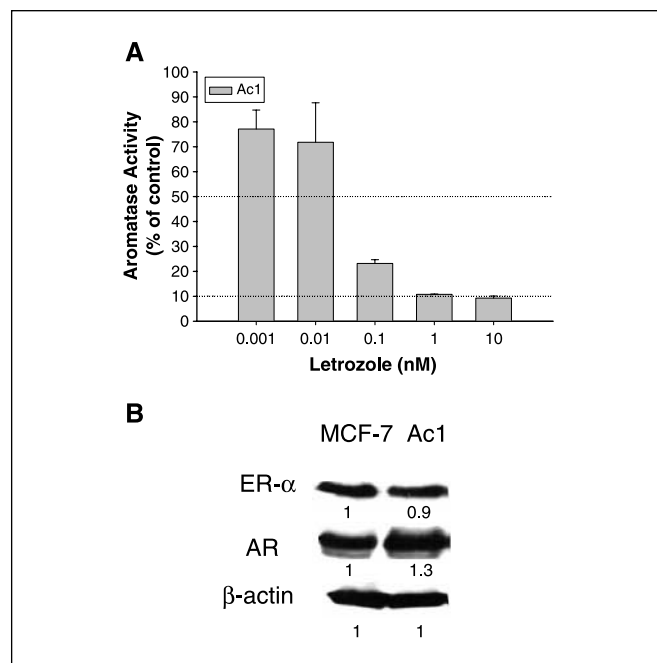 A
100
90
80
70
60
50
40
30
20
10
0
Aromatase Activity
(% of control)
Ac1
0.001 0.01 0.1 1 10
Letrozole (nM)
B
MCF-7 Ac1
ER-α
1 0.9
AR
1 1.3
β-actin
1 1